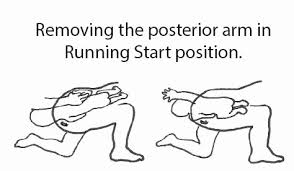 Removing the posterior arm in
Running Start position.